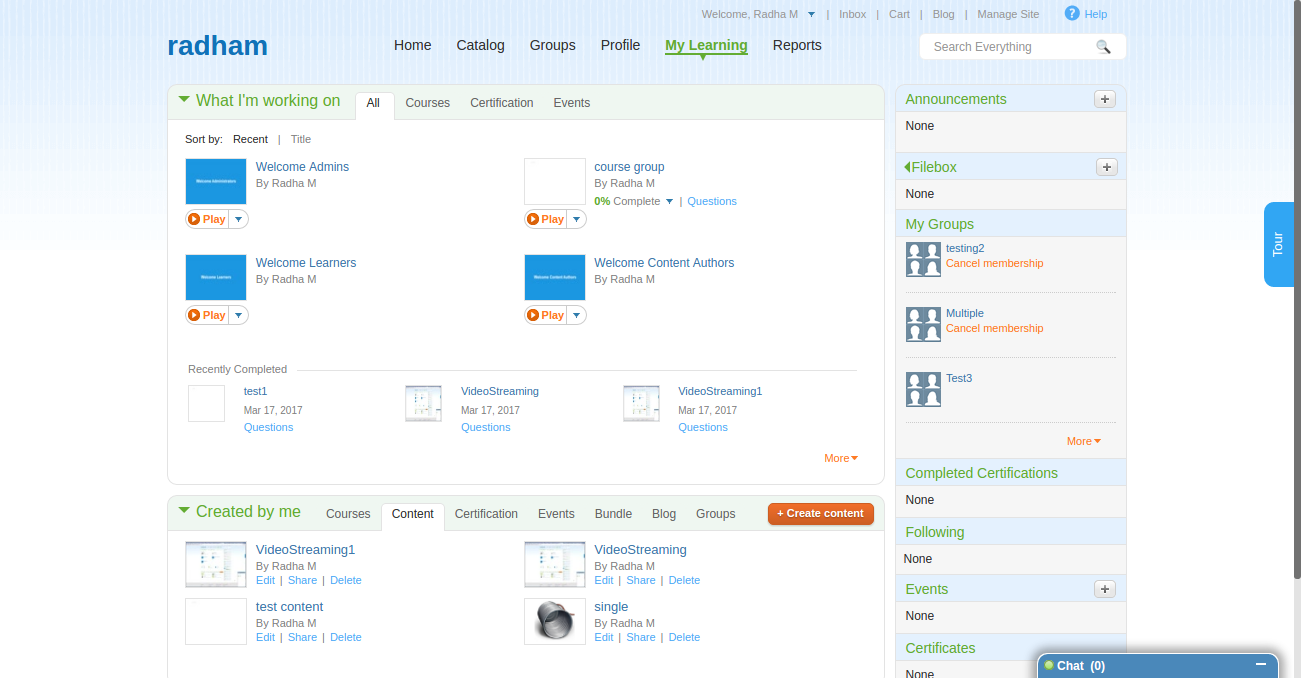 Welcome, Radha M | Inbox | Cart | Blog | Manage Site ? Help
radham
Home Catalog Groups Profile My Learning Reports
Search Everything
What I'm working on All Courses Certification Events
Sort by: Recent | Title
Welcome Administrators
Welcome Admins
By Radha M
Play
course group
By Radha M
0% Complete | Questions
Play
Welcome Learners
Welcome Learners
By Radha M
Play
Welcome Content Authors
Welcome Content Authors
By Radha M
Play
Recently Completed
test1
Mar 17, 2017
Questions
VideoStreaming
Mar 17, 2017
Questions
VideoStreaming1
Mar 17, 2017
Questions
More
Created by me Courses Content Certification Events Bundle Blog Groups + Create content
VideoStreaming1
By Radha M
Edit | Share | Delete
VideoStreaming
By Radha M
Edit | Share | Delete
test content
By Radha M
Edit | Share | Delete
single
By Radha M
Edit | Share | Delete
Announcements +
None
Filebox +
None
My Groups
testing2
Cancel membership
Multiple
Cancel membership
Test3
More
Completed Certifications
None
Following
None
Events +
None
Certificates
None
Tour
Chat (0)